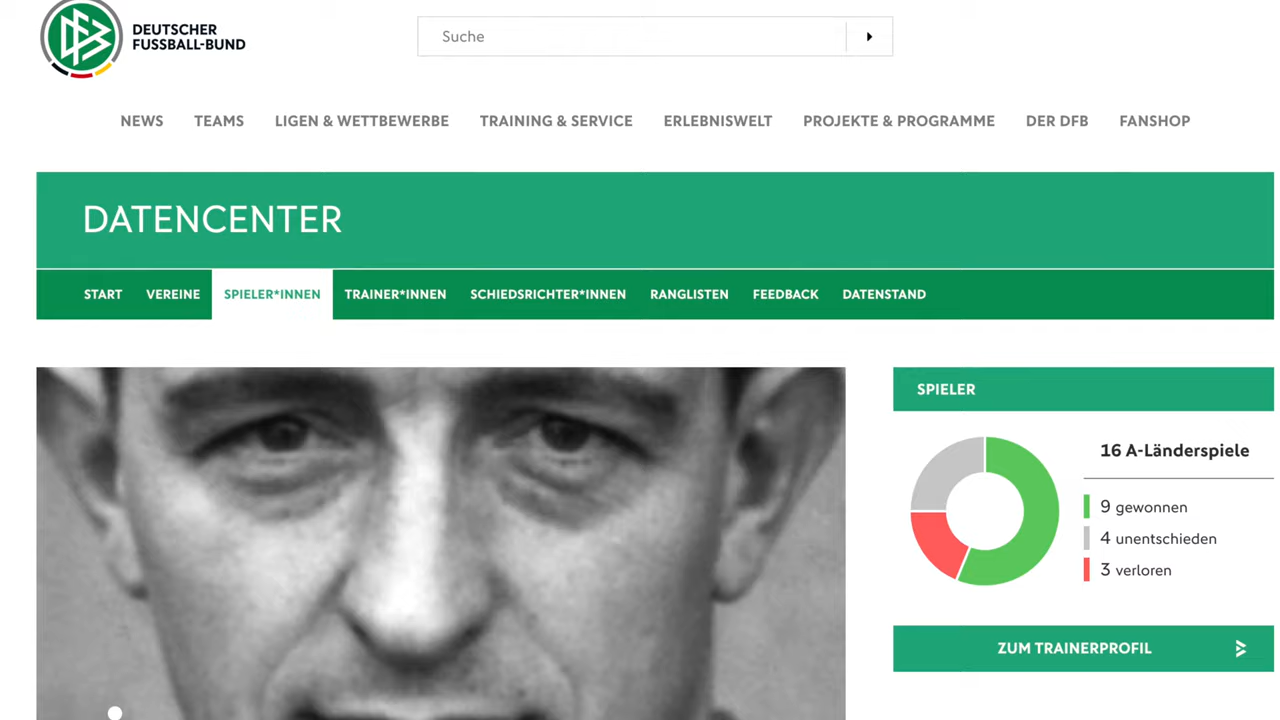 DEUTSCHER
FUSSBALL-BUND
Suche
NEWS TEAMS LIGEN & WETTBEWERBE TRAINING & SERVICE ERLEBNISWELT PROJEKTE & PROGRAMME DER DFB FANSHOP
DATENCENTER
START VEREINE SPIELER*INNEN TRAINER*INNEN SCHIEDSRICHTER*INNEN RANGLISTEN FEEDBACK DATENSTAND
SPIELER
16 A-Länderspiele
9 gewonnen
4 unentschieden
3 verloren
ZUM TRAINERPROFIL